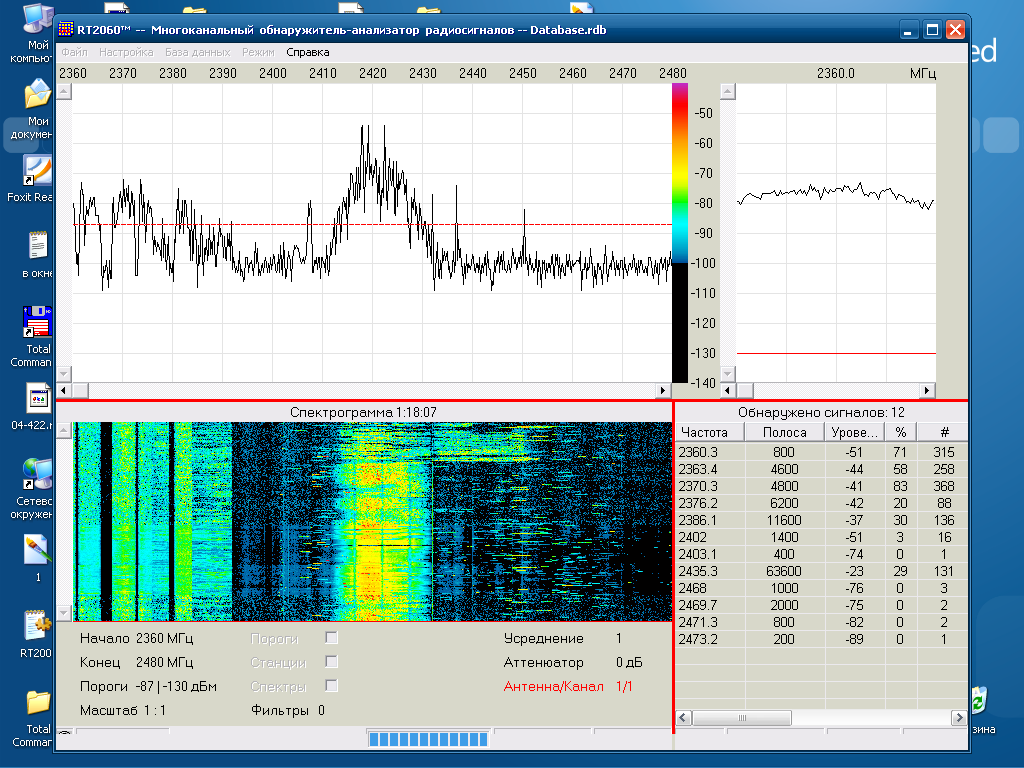 RT2060™ -- Многоканальный обнаружитель-анализатор радиосигналов -- Database.rdb
Файл Настройка База данных Режим Справка
2360 2370 2380 2390 2400 2410 2420 2430 2440 2450 2460 2470 2480 2360.0 МГц
-50
-60
-70
-80
-90
-100
-110
-120
-130
-140
Спектрограмма 1:18:07
Обнаружено сигналов: 12
Частота Полоса Урове... % #
2360.3 800 -51 71 315
2363.4 4600 -44 58 258
2370.3 4800 -41 83 368
2376.2 6200 -42 20 88
2386.1 11600 -37 30 136
2402 1400 -51 3 16
2403.1 400 -74 0 1
2435.3 63600 -23 29 131
2468 1000 -76 0 3
2469.7 2000 -75 0 2
2471.3 800 -82 0 2
2473.2 200 -89 0 1
Начало 2360 МГц Пороги Усреднение 1
Конец 2480 МГц Станции Аттенюатор 0 дБ
Пороги -87|-130 дБм Спектры Антенна/Канал 1/1
Масштаб 1:1 Фильтры 0
Мой
компью
Мои
докумен
Foxit Rea
в окне
Total
Comman
04-422.r
Сетево
окружен
1
RT200
Total
Comman
ed
зина